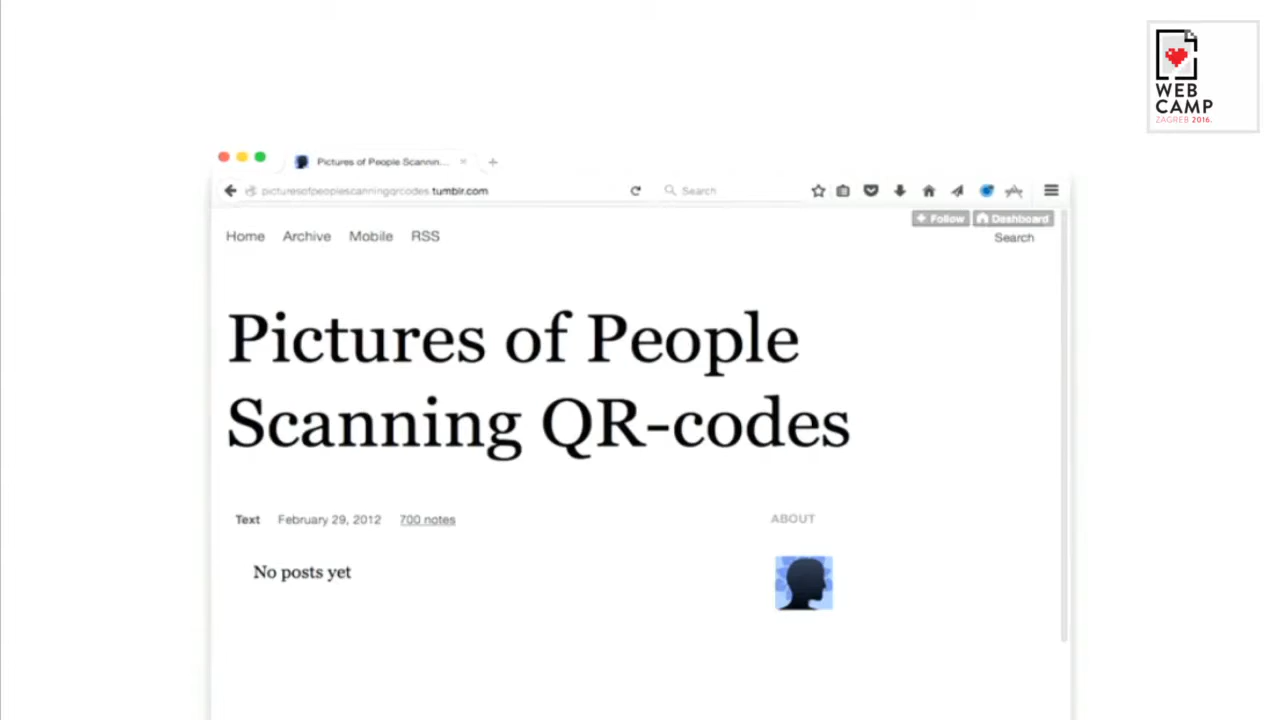 WEB
CAMP
ZAGREB 2016.
Pictures of People Scannin...
picturesofpeoplescanningqrcodes.tumblr.com
Search
Follow
Dashboard
Home Archive Mobile RSS
Search
Pictures of People
Scanning QR-codes
Text February 29, 2012 700 notes
ABOUT
No posts yet